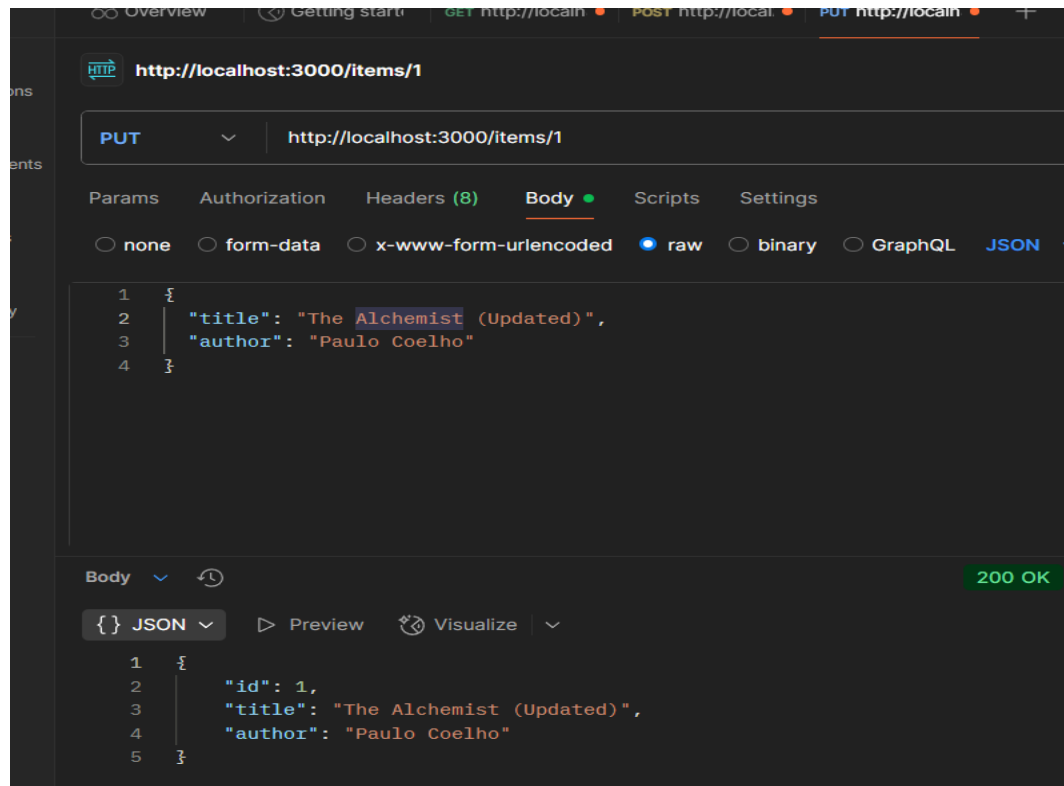 Overview Getting starte GET http://localh POST http://local. PUT http://localh +
HTTP http://localhost:3000/items/1
ons
PUT http://localhost:3000/items/1
ents
Params Authorization Headers (8) Body Scripts Settings
none form-data x-www-form-urlencoded raw binary GraphQL JSON
1 {
y
2 "title": "The Alchemist (Updated)",
3 "author": "Paulo Coelho"
4 }
Body 200 OK
{} JSON Preview Visualize
1 {
2 "id": 1,
3 "title": "The Alchemist (Updated)",
4 "author": "Paulo Coelho"
5 }